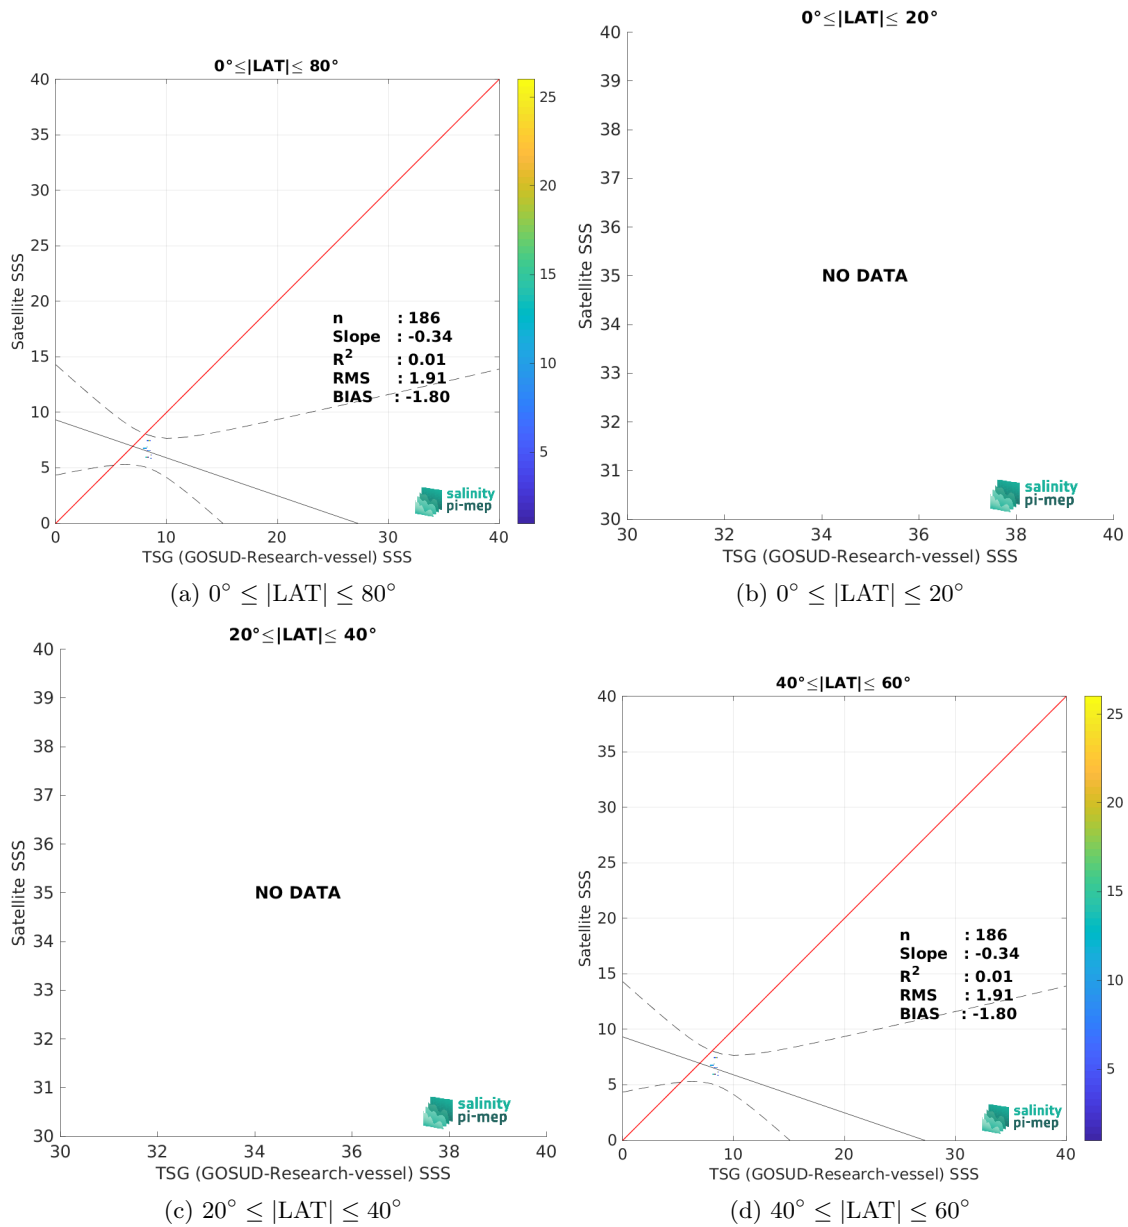 0°≤|LAT|≤ 80°
40
35
30
25
20
15
10
5
0
0
10
20
30
40
Satellite SSS
TSG (GOSUD-Research-vessel) SSS
n : 186
Slope : -0.34
R² : 0.01
RMS : 1.91
BIAS : -1.80
salinity
pi-mep
25
20
15
10
5
(a) 0° ≤ |LAT| ≤ 80°
0°≤|LAT|≤ 20°
40
39
38
37
36
35
34
33
32
31
30
30
32
34
36
38
40
Satellite SSS
TSG (GOSUD-Research-vessel) SSS
NO DATA
salinity
pi-mep
(b) 0° ≤ |LAT| ≤ 20°
20°≤|LAT|≤ 40°
40
39
38
37
36
35
34
33
32
31
30
30
32
34
36
38
40
Satellite SSS
TSG (GOSUD-Research-vessel) SSS
NO DATA
salinity
pi-mep
(c) 20° ≤ |LAT| ≤ 40°
40°≤|LAT|≤ 60°
40
35
30
25
20
15
10
5
0
0
10
20
30
40
Satellite SSS
TSG (GOSUD-Research-vessel) SSS
n : 186
Slope : -0.34
R² : 0.01
RMS : 1.91
BIAS : -1.80
salinity
pi-mep
25
20
15
10
5
(d) 40° ≤ |LAT| ≤ 60°